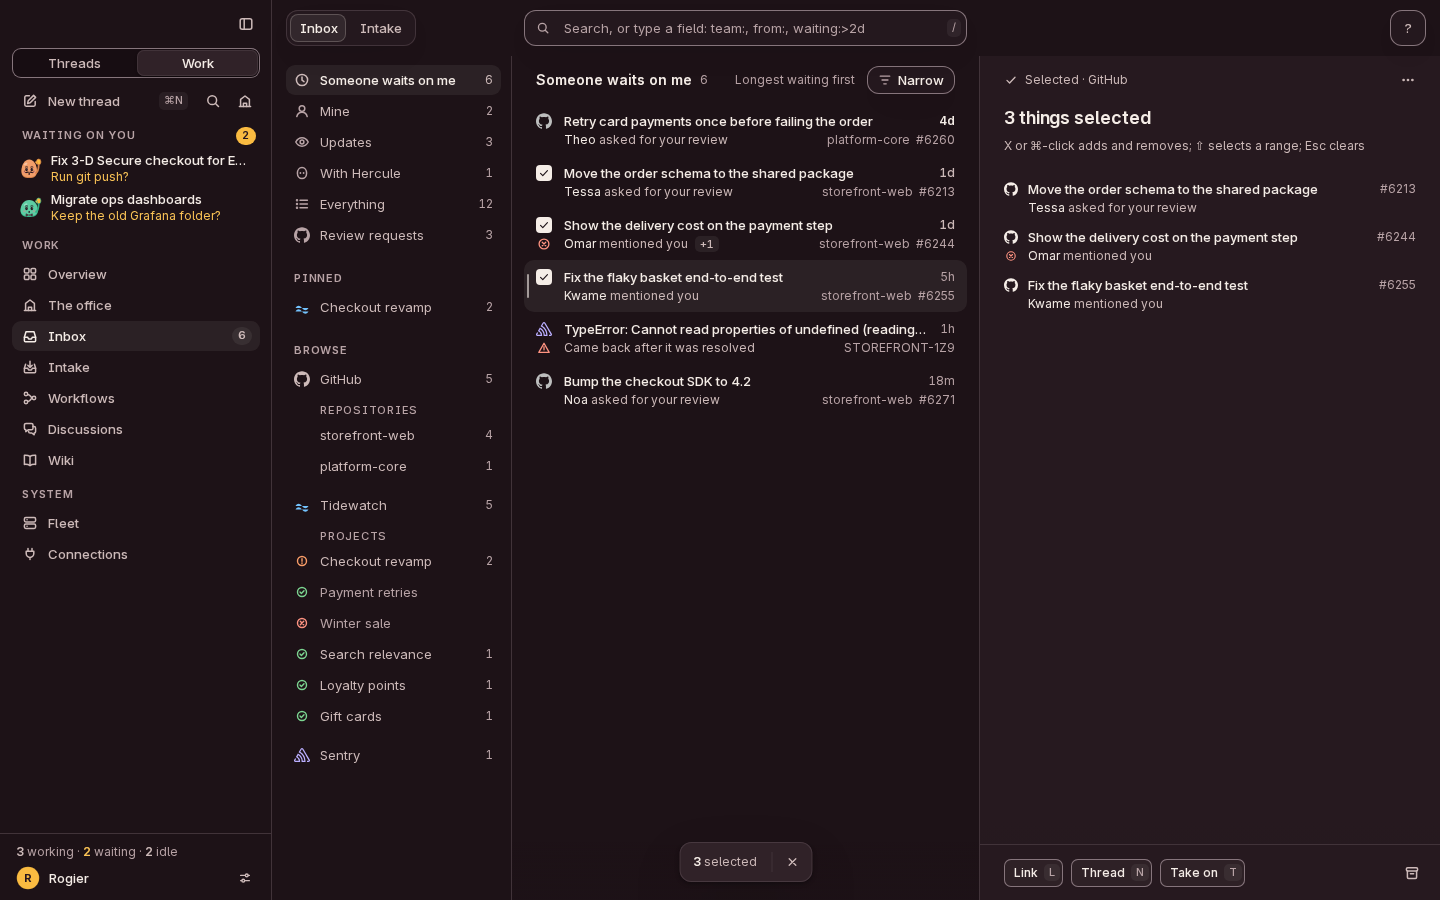 Threads
Work
New thread
⌘N
WAITING ON YOU
2
Fix 3-D Secure checkout for E…
Run git push?
Migrate ops dashboards
Keep the old Grafana folder?
WORK
Overview
The office
Inbox
6
Intake
Workflows
Discussions
Wiki
SYSTEM
Fleet
Connections
3 working · 2 waiting · 2 idle
R
Rogier
Inbox
Intake
Someone waits on me
6
Mine
2
Updates
3
With Hercule
1
Everything
12
Review requests
3
PINNED
Checkout revamp
2
BROWSE
GitHub
5
REPOSITORIES
storefront-web
4
platform-core
1
Tidewatch
5
PROJECTS
Checkout revamp
2
Payment retries
Winter sale
Search relevance
1
Loyalty points
1
Gift cards
1
Sentry
1
Search, or type a field: team:, from:, waiting:>2d
/
?
Someone waits on me 6
Longest waiting first
Narrow
Retry card payments once before failing the order
4d
Theo asked for your review
platform-core #6260
Move the order schema to the shared package
1d
Tessa asked for your review
storefront-web #6213
Show the delivery cost on the payment step
1d
Omar mentioned you +1
storefront-web #6244
Fix the flaky basket end-to-end test
5h
Kwame mentioned you
storefront-web #6255
TypeError: Cannot read properties of undefined (reading…
1h
Came back after it was resolved
STOREFRONT-1Z9
Bump the checkout SDK to 4.2
18m
Noa asked for your review
storefront-web #6271
3 selected
Selected · GitHub
3 things selected
X or ⌘-click adds and removes; ⇧ selects a range; Esc clears
Move the order schema to the shared package
#6213
Tessa asked for your review
Show the delivery cost on the payment step
#6244
Omar mentioned you
Fix the flaky basket end-to-end test
#6255
Kwame mentioned you
Link L
Thread N
Take on T